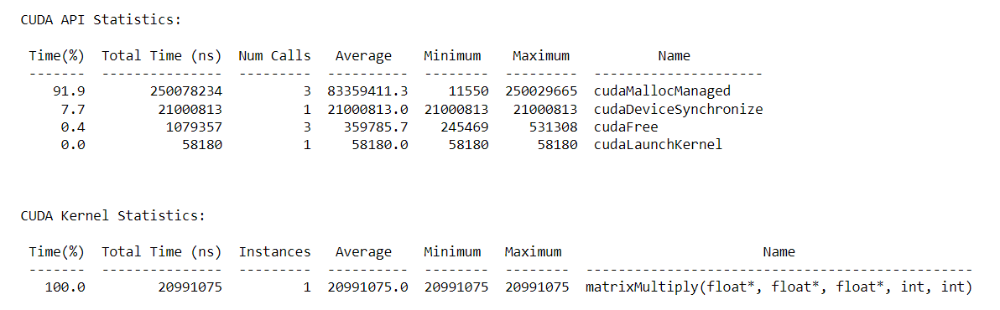 CUDA API Statistics:
Time(%) Total Time (ns) Num Calls Average Minimum Maximum Name
------- --------------- --------- ---------- -------- --------- ---------------------
91.9 250078234 3 83359411.3 11550 250029665 cudaMallocManaged
7.7 21000813 1 21000813.0 21000813 21000813 cudaDeviceSynchronize
0.4 1079357 3 359785.7 245469 531308 cudaFree
0.0 58180 1 58180.0 58180 58180 cudaLaunchKernel
CUDA Kernel Statistics:
Time(%) Total Time (ns) Instances Average Minimum Maximum Name
------- --------------- --------- ---------- -------- -------- ------------------------------------------------
100.0 20991075 1 20991075.0 20991075 20991075 matrixMultiply(float*, float*, float*, int, int)